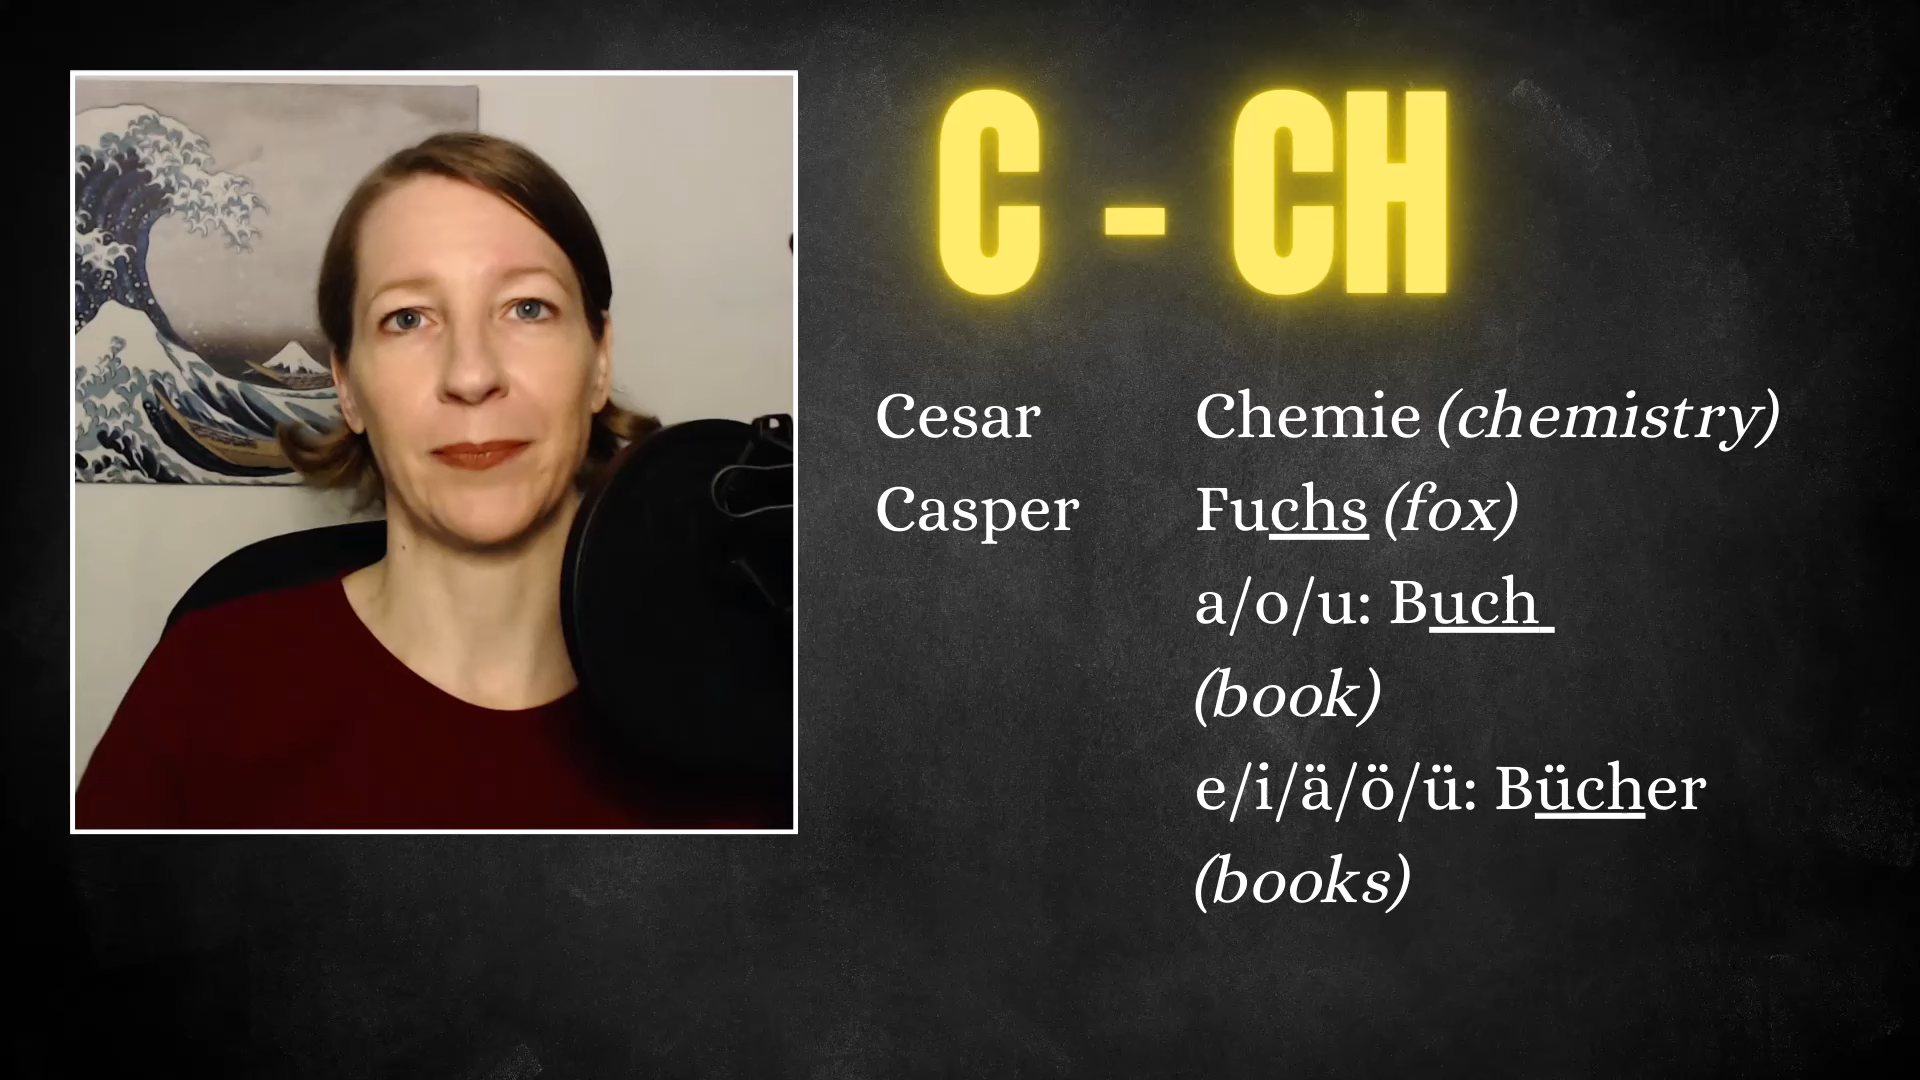 C - CH
Cesar
Casper
Chemie (chemistry)
Fuchs (fox)
a/o/u: Buch
(book)
e/i/ä/ö/ü: Bücher
(books)